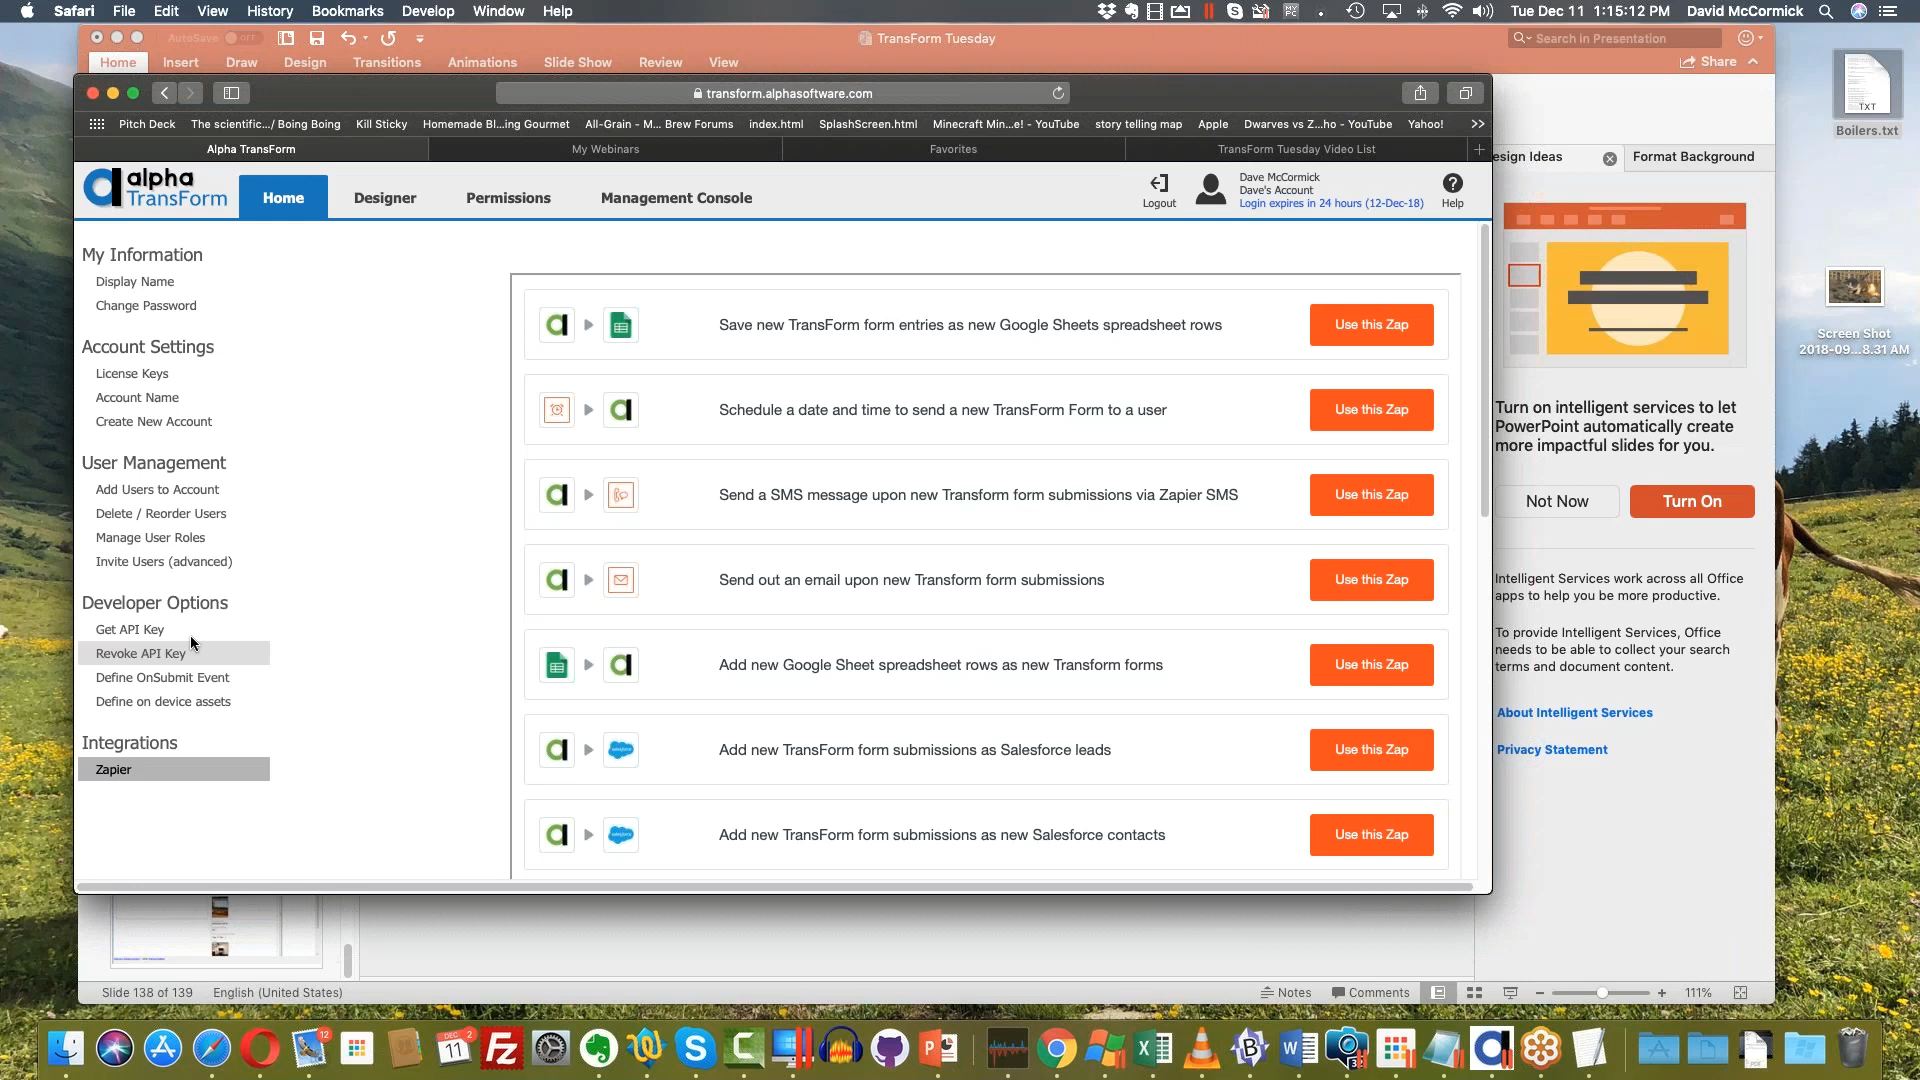 Safari File Edit View History Bookmarks Develop Window Help
Tue Dec 11 1:15:12 PM David McCormick
AutoSave OFF
TransForm Tuesday
Search in Presentation
Home Insert Draw Design Transitions Animations Slide Show Review View
Share
transform.alphasoftware.com
Pitch Deck The scientific.../ Boing Boing Kill Sticky Homemade Bl...ing Gourmet All-Grain - M... Brew Forums index.html SplashScreen.html Minecraft Min...e! - YouTube story telling map Apple Dwarves vs Z...ho - YouTube Yahoo!
Alpha TransForm My Webinars Favorites TransForm Tuesday Video List
TXT
Boilers.txt
esign Ideas
Format Background
alpha
TransForm
Home Designer Permissions Management Console
Logout
Dave McCormick
Dave's Account
Login expires in 24 hours (12-Dec-18)
Help
My Information
Display Name
Change Password
Account Settings
License Keys
Account Name
Create New Account
User Management
Add Users to Account
Delete / Reorder Users
Manage User Roles
Invite Users (advanced)
Developer Options
Get API Key
Revoke API Key
Define OnSubmit Event
Define on device assets
Integrations
Zapier
Save new TransForm form entries as new Google Sheets spreadsheet rows
Use this Zap
Schedule a date and time to send a new TransForm Form to a user
Use this Zap
Send a SMS message upon new Transform form submissions via Zapier SMS
Use this Zap
Send out an email upon new Transform form submissions
Use this Zap
Add new Google Sheet spreadsheet rows as new Transform forms
Use this Zap
Add new TransForm form submissions as Salesforce leads
Use this Zap
Add new TransForm form submissions as new Salesforce contacts
Use this Zap
Screen Shot
2018-09...8.31 AM
Turn on intelligent services to let
PowerPoint automatically create
more impactful slides for you.
Not Now
Turn On
Intelligent Services work across all Office
apps to help you be more productive.
To provide Intelligent Services, Office
needs to be able to collect your search
terms and document content.
About Intelligent Services
Privacy Statement
Slide 138 of 139 English (United States)
Notes Comments 111%
12
DEC 2
11